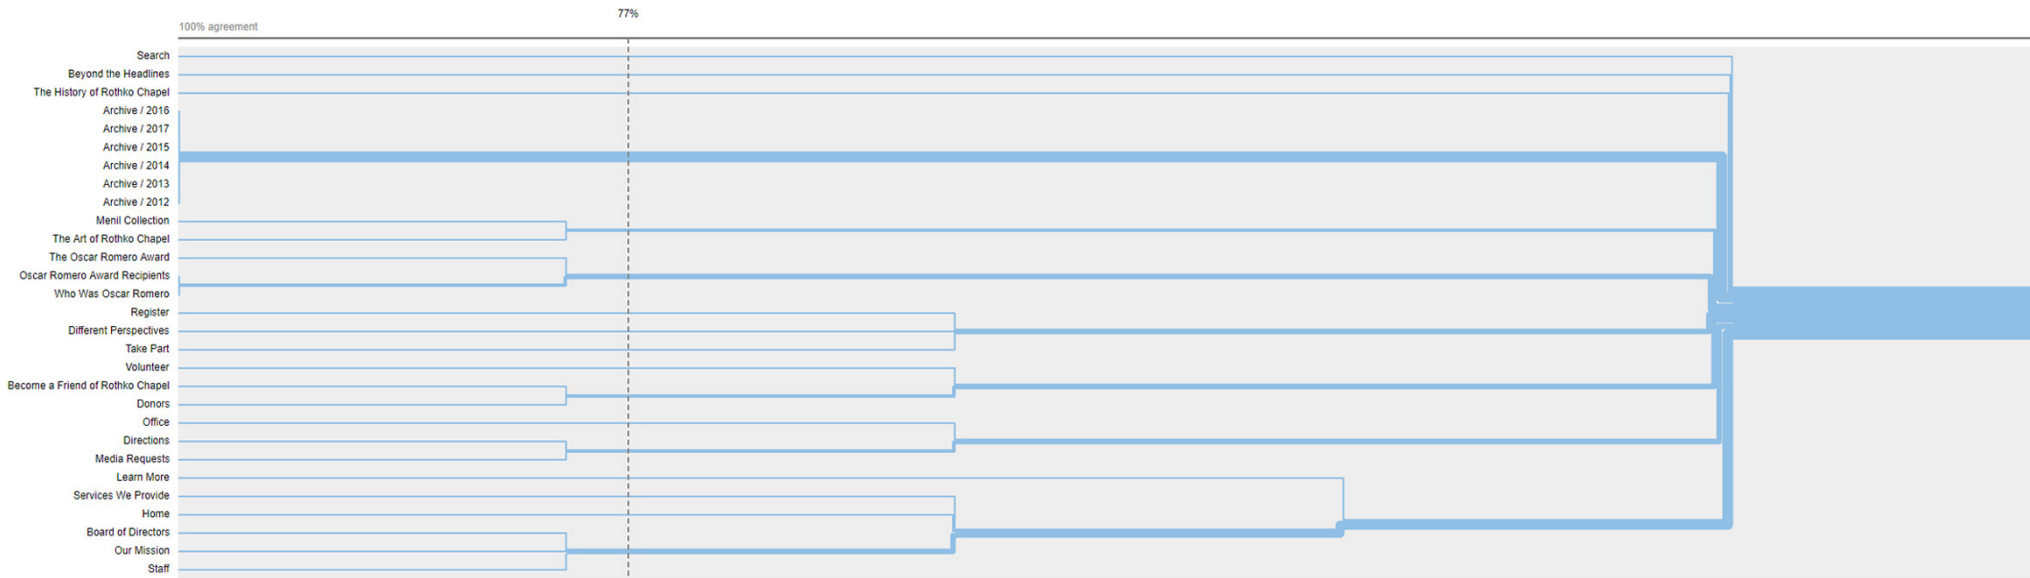 77%
100% agreement
Search
Beyond the Headlines
The History of Rothko Chapel
Archive / 2016
Archive / 2017
Archive / 2015
Archive / 2014
Archive / 2013
Archive / 2012
Menil Collection
The Art of Rothko Chapel
The Oscar Romero Award
Oscar Romero Award Recipients
Who Was Oscar Romero
Register
Different Perspectives
Take Part
Volunteer
Become a Friend of Rothko Chapel
Donors
Office
Directions
Media Requests
Learn More
Services We Provide
Home
Board of Directors
Our Mission
Staff